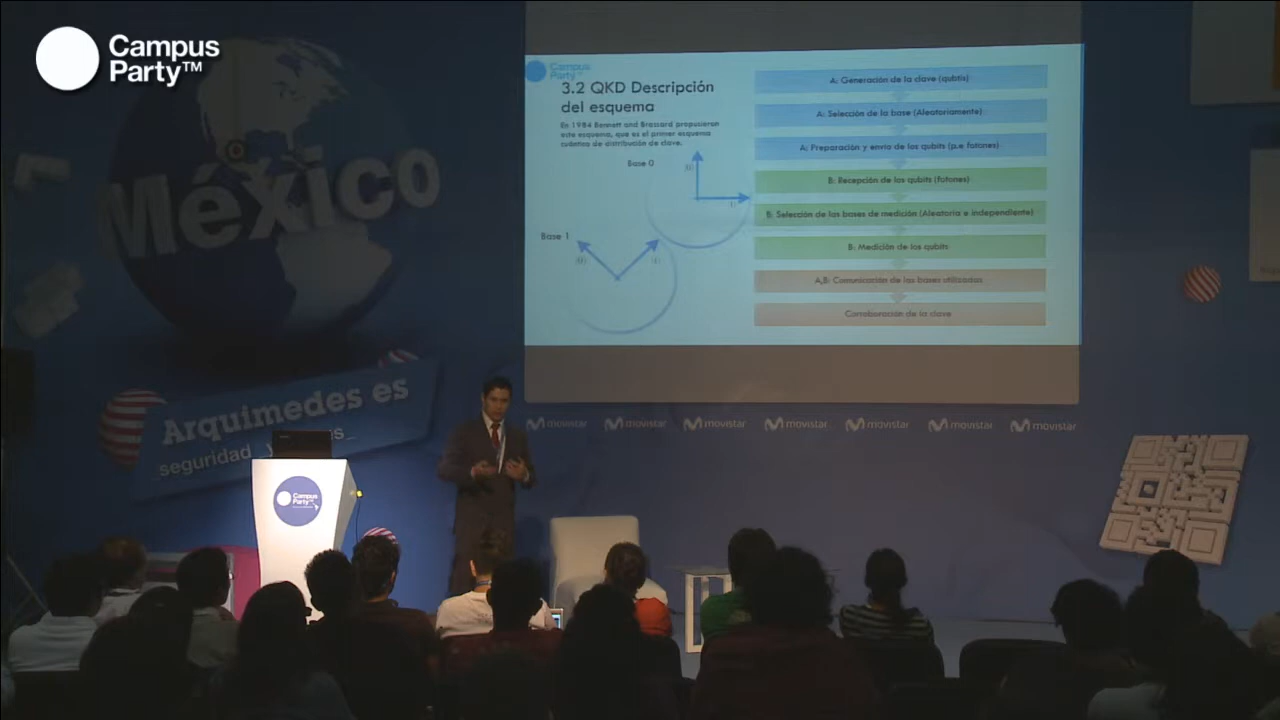 Campus
Party™
Campus
Party™
3.2 QKD Descripción
del esquema
En 1984 Bennett and Brassard propusieron
este esquema, que es el primer esquema
cuántico de distribución de clave.
Base 0
Base 1
A: Generación de la clave (qubtis)
A: Selección de la base (Aleatoriamente)
A: Preparación y envío de los qubits (p.e fotones)
B: Recepción de los qubits (fotones)
B: Selección de las bases de medición (Aleatoria e independiente)
B: Medición de los qubits
A,B: Comunicación de las bases utilizadas
Corroboración de la clave
México
Arquimedes es
seguridad
movistar movistar movistar movistar movistar movistar movistar
Campus
Party™